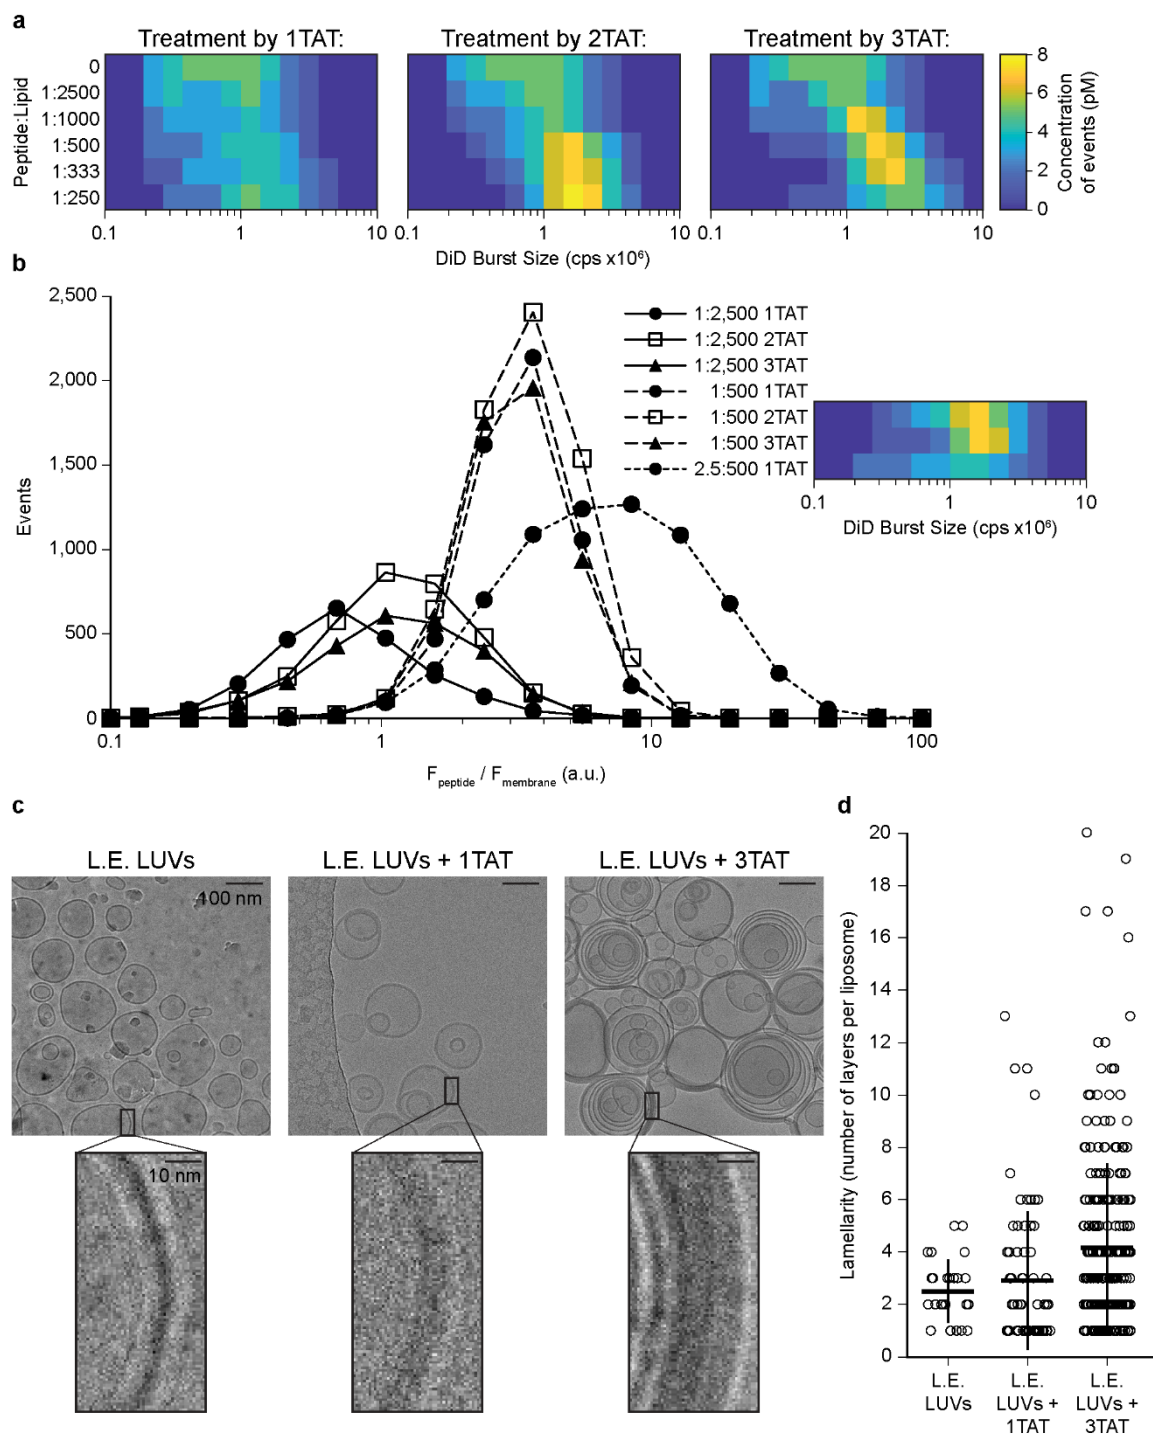 a
Treatment by 1TAT:
Treatment by 2TAT:
Treatment by 3TAT:
Peptide:Lipid
0
1:2500
1:1000
1:500
1:333
1:250
0.1
1
10
0.1
1
10
0.1
1
10
DiD Burst Size (cps x10⁶)
8
6
4
2
0
Concentration
of events (pM)
b
Events
2,500
2,000
1,500
1,000
500
0
0.1
1
10
100
F peptide / F membrane (a.u.)
1:2,500 1TAT
1:2,500 2TAT
1:2,500 3TAT
1:500 1TAT
1:500 2TAT
1:500 3TAT
2.5:500 1TAT
0.1
1
10
DiD Burst Size (cps x10⁶)
c
L.E. LUVs
L.E. LUVs + 1TAT
L.E. LUVs + 3TAT
100 nm
10 nm
d
Lamellarity (number of layers per liposome)
20
18
16
14
12
10
8
6
4
2
0
L.E.
LUVs
L.E.
LUVs +
1TAT
L.E.
LUVs +
3TAT